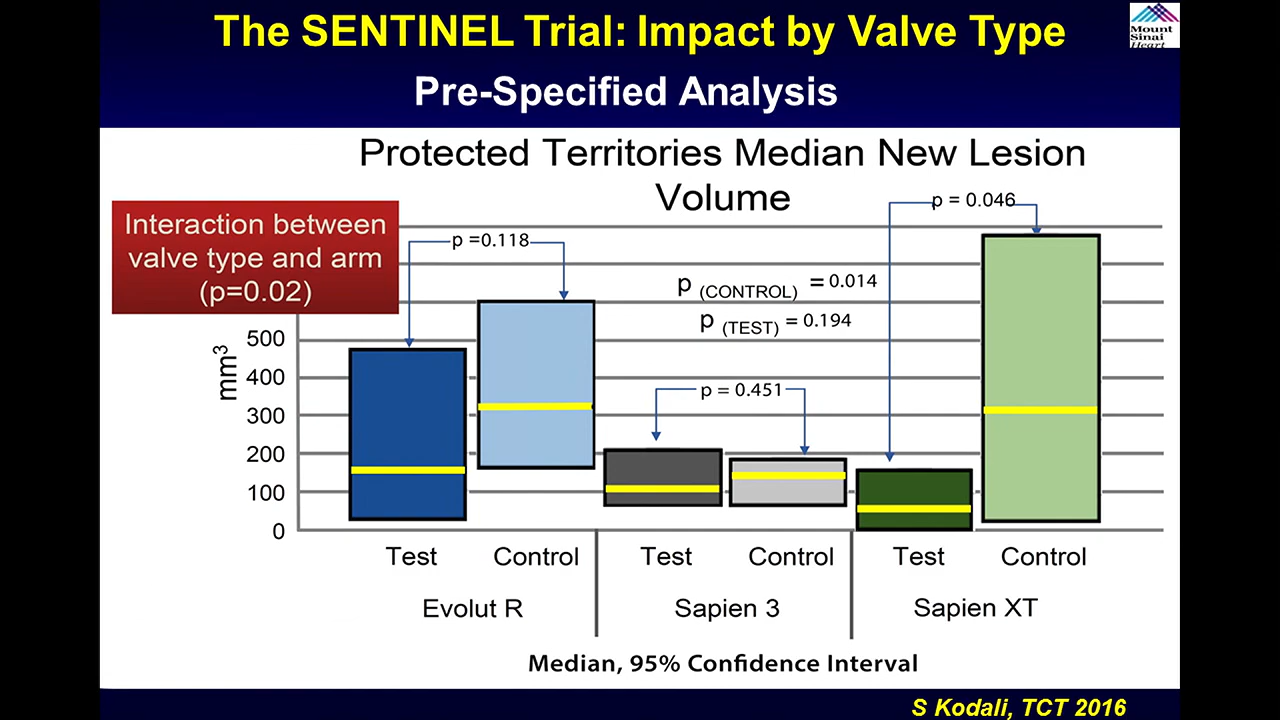 The SENTINEL Trial: Impact by Valve Type
Mount
Sinai
Heart
Pre-Specified Analysis
Protected Territories Median New Lesion
Volume
Interaction between
valve type and arm
(p=0.02)
p =0.118
p = 0.046
p (CONTROL) = 0.014
p (TEST) = 0.194
p = 0.451
mm³
500
400
300
200
100
0
Test
Control
Test
Control
Test
Control
Evolut R
Sapien 3
Sapien XT
Median, 95% Confidence Interval
S Kodali, TCT 2016